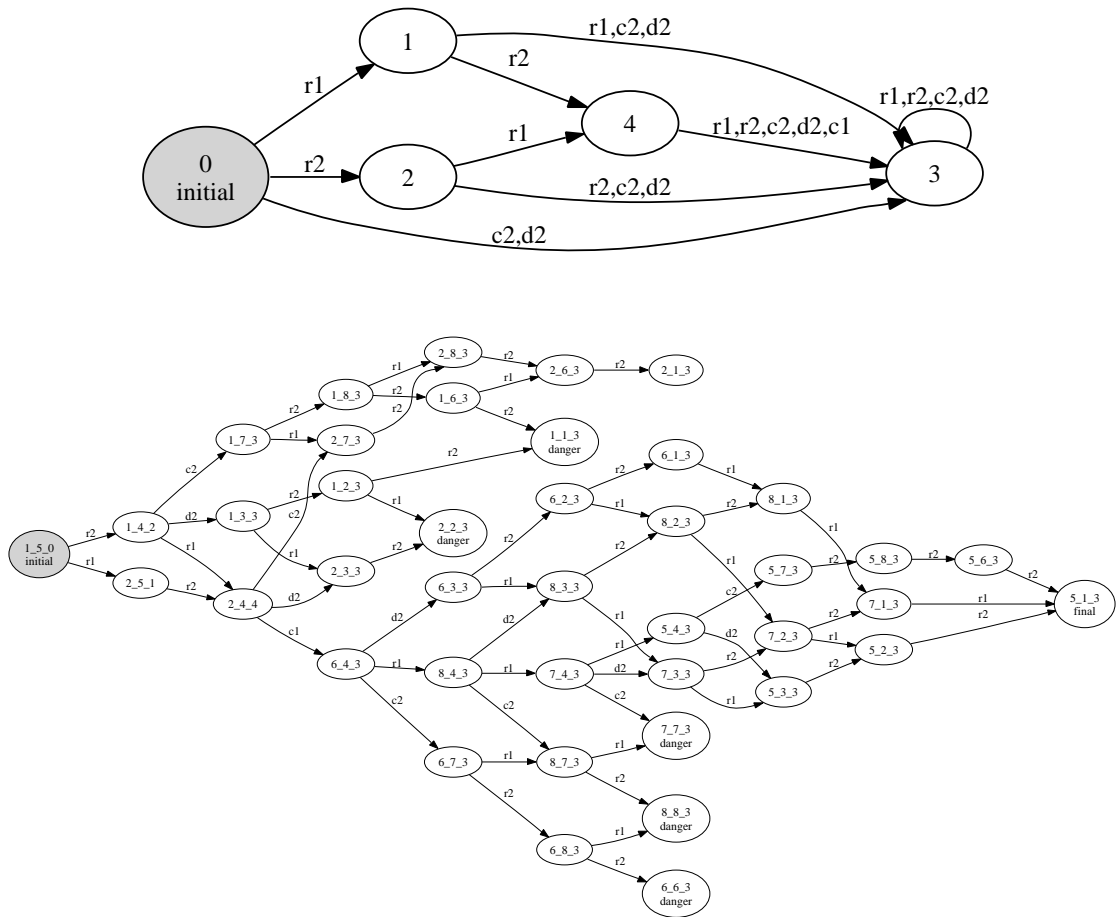 r1,c2,d2
1
r2
r1
r1,r2,c2,d2
4
r1
r1,r2,c2,d2,c1
0
initial
r2
2
3
r2,c2,d2
c2,d2
2_8_3
r2
r1
2_6_3
r2
2_1_3
1_8_3
r2
1_6_3
r1
r2
r2
r2
1_7_3
r1
2_7_3
1_1_3
danger
r2
6_1_3
r1
c2
1_2_3
r2
r2
6_2_3
r1
8_1_3
r2
c2
r1
8_2_3
1_4_2
d2
1_3_3
2_2_3
danger
r2
r2
r1
1_5_0
initial
r2
r1
r1
r2
r2
r1
5_7_3
r2
5_8_3
r2
5_6_3
r1
2_3_3
c2
r2
2_5_1
r2
2_4_4
d2
6_3_3
r1
8_3_3
7_1_3
r1
5_1_3
final
d2
d2
r1
5_4_3
r2
r2
c1
d2
7_2_3
r1
r1
r2
5_2_3
6_4_3
r1
8_4_3
r1
7_4_3
d2
7_3_3
r2
c2
r1
5_3_3
c2
c2
7_7_3
danger
6_7_3
r1
8_7_3
r1
r2
r2
8_8_3
danger
r1
6_8_3
r2
6_6_3
danger